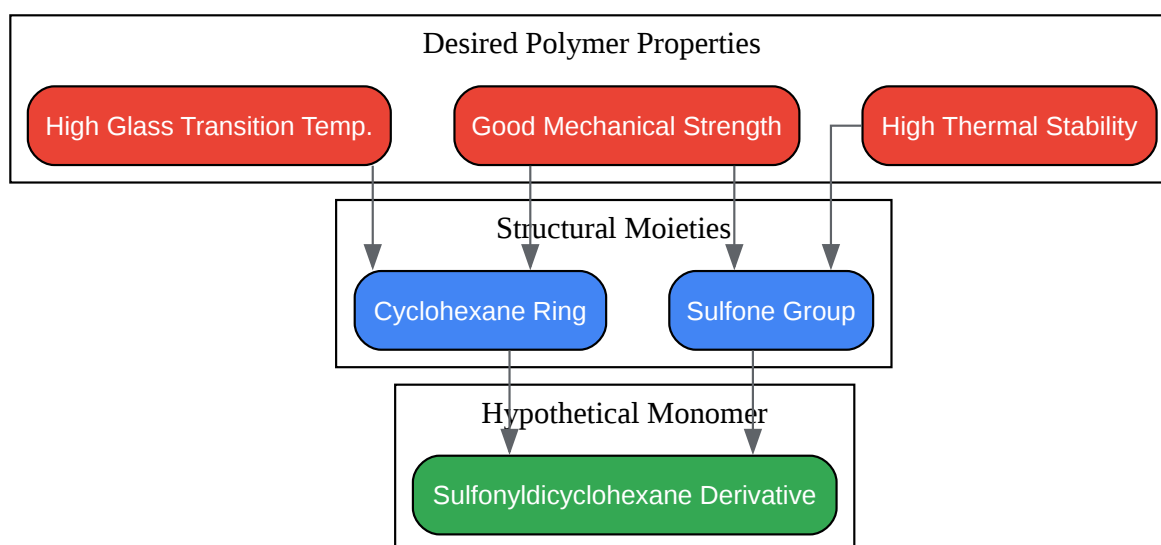 Desired Polymer Properties
High Glass Transition Temp.
Good Mechanical Strength
High Thermal Stability
Structural Moieties
Cyclohexane Ring
Sulfone Group
Hypothetical Monomer
Sulfonyldicyclohexane Derivative